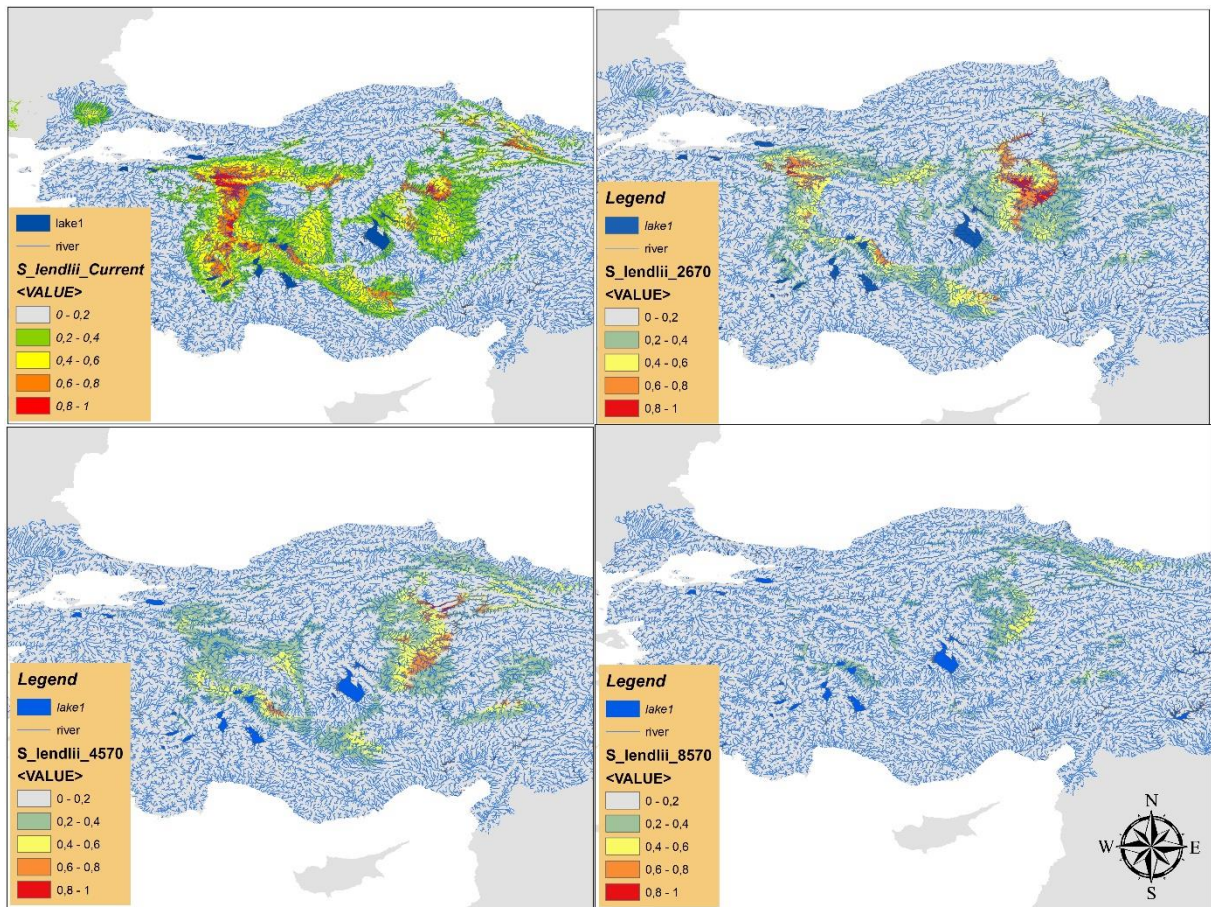 lake1
river
S_lendlii_Current
<VALUE>
0 - 0,2
0,2 - 0,4
0,4 - 0,6
0,6 - 0,8
0,8 - 1
Legend
lake1
river
S_lendlii_2670
<VALUE>
0 - 0,2
0,2 - 0,4
0,4 - 0,6
0,6 - 0,8
0,8 - 1
Legend
lake1
river
S_lendlii_4570
<VALUE>
0 - 0,2
0,2 - 0,4
0,4 - 0,6
0,6 - 0,8
0,8 - 1
Legend
lake1
river
S_lendlii_8570
<VALUE>
0 - 0,2
0,2 - 0,4
0,4 - 0,6
0,6 - 0,8
0,8 - 1
N
W E
S